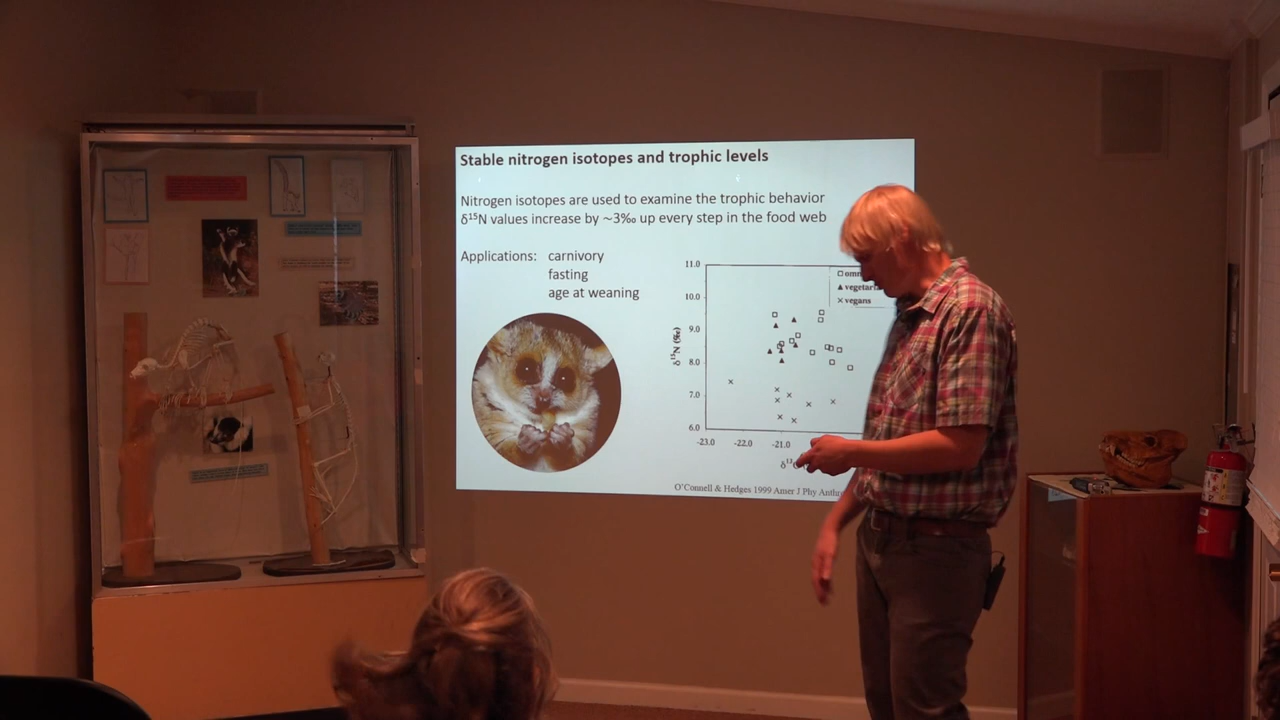 Stable nitrogen isotopes and trophic levels
Nitrogen isotopes are used to examine the trophic behavior
δ¹⁵N values increase by ~3‰ up every step in the food web
Applications: carnivory
fasting
age at weaning
11.0
10.0
9.0
8.0
7.0
6.0
δ¹⁵N (‰)
-23.0 -22.0 -21.0
δ¹³
vegans
O'Connell & Hedges 1999 Amer J Phy